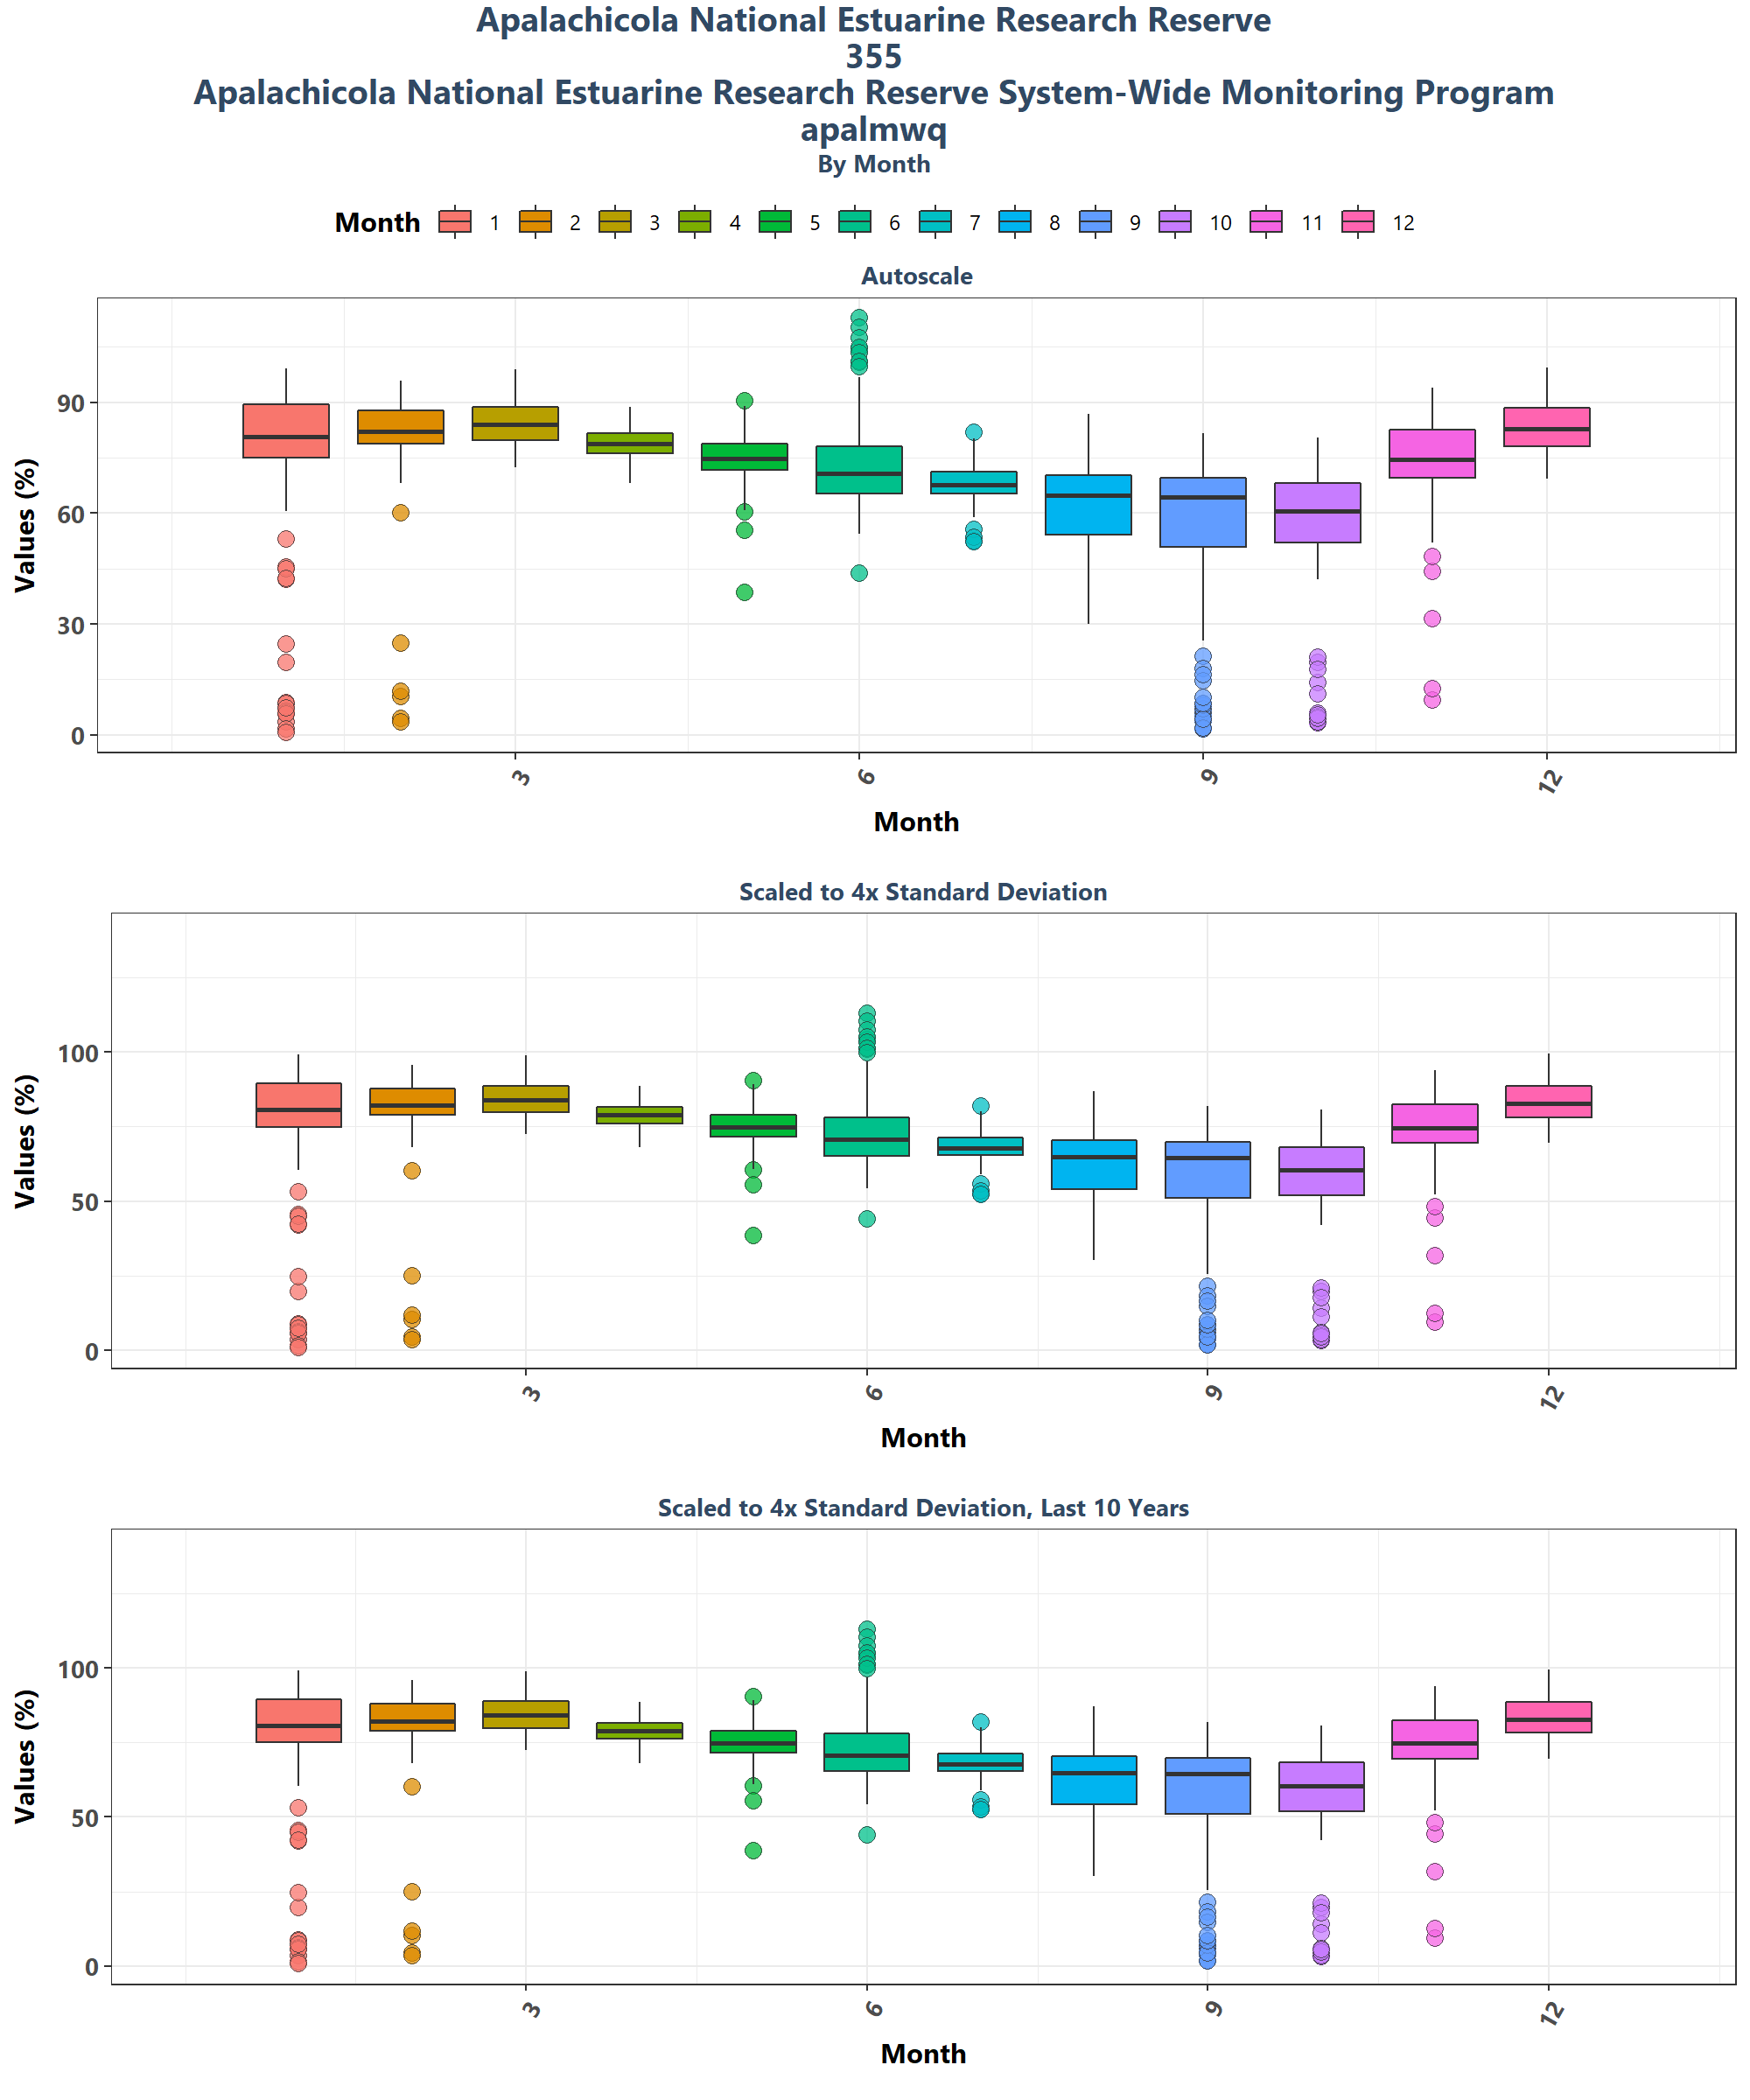 Apalachicola National Estuarine Research Reserve
355
Apalachicola National Estuarine Research Reserve System-Wide Monitoring Program
apalmwq
By Month
Month 1 2 3 4 5 6 7 8 9 10 11 12
Autoscale
Values (%)
90
60
30
0
3 6 9 12
Month
Scaled to 4x Standard Deviation
Values (%)
100
50
0
3 6 9 12
Month
Scaled to 4x Standard Deviation, Last 10 Years
Values (%)
100
50
0
3 6 9 12
Month